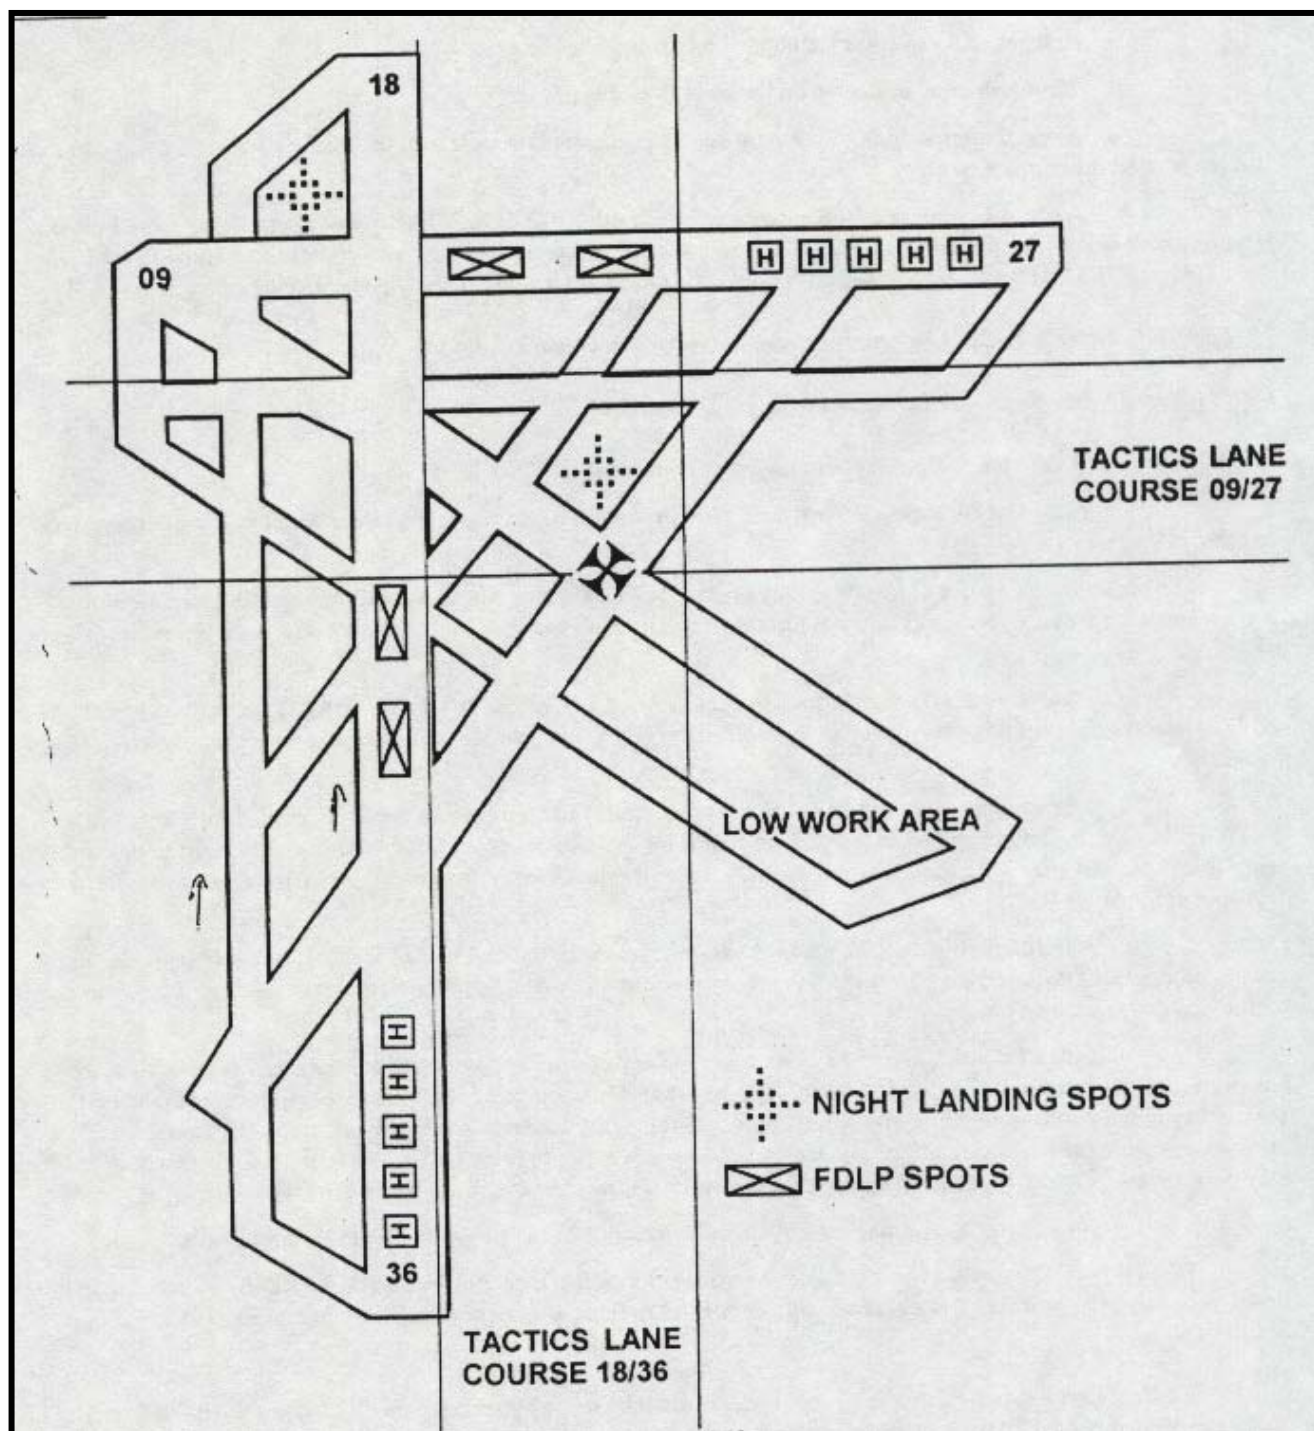 18
09
H H H H H 27
TACTICS LANE
COURSE 09/27
LOW WORK AREA
H
H
H
H
H
36
NIGHT LANDING SPOTS
FDLP SPOTS
TACTICS LANE
COURSE 18/36